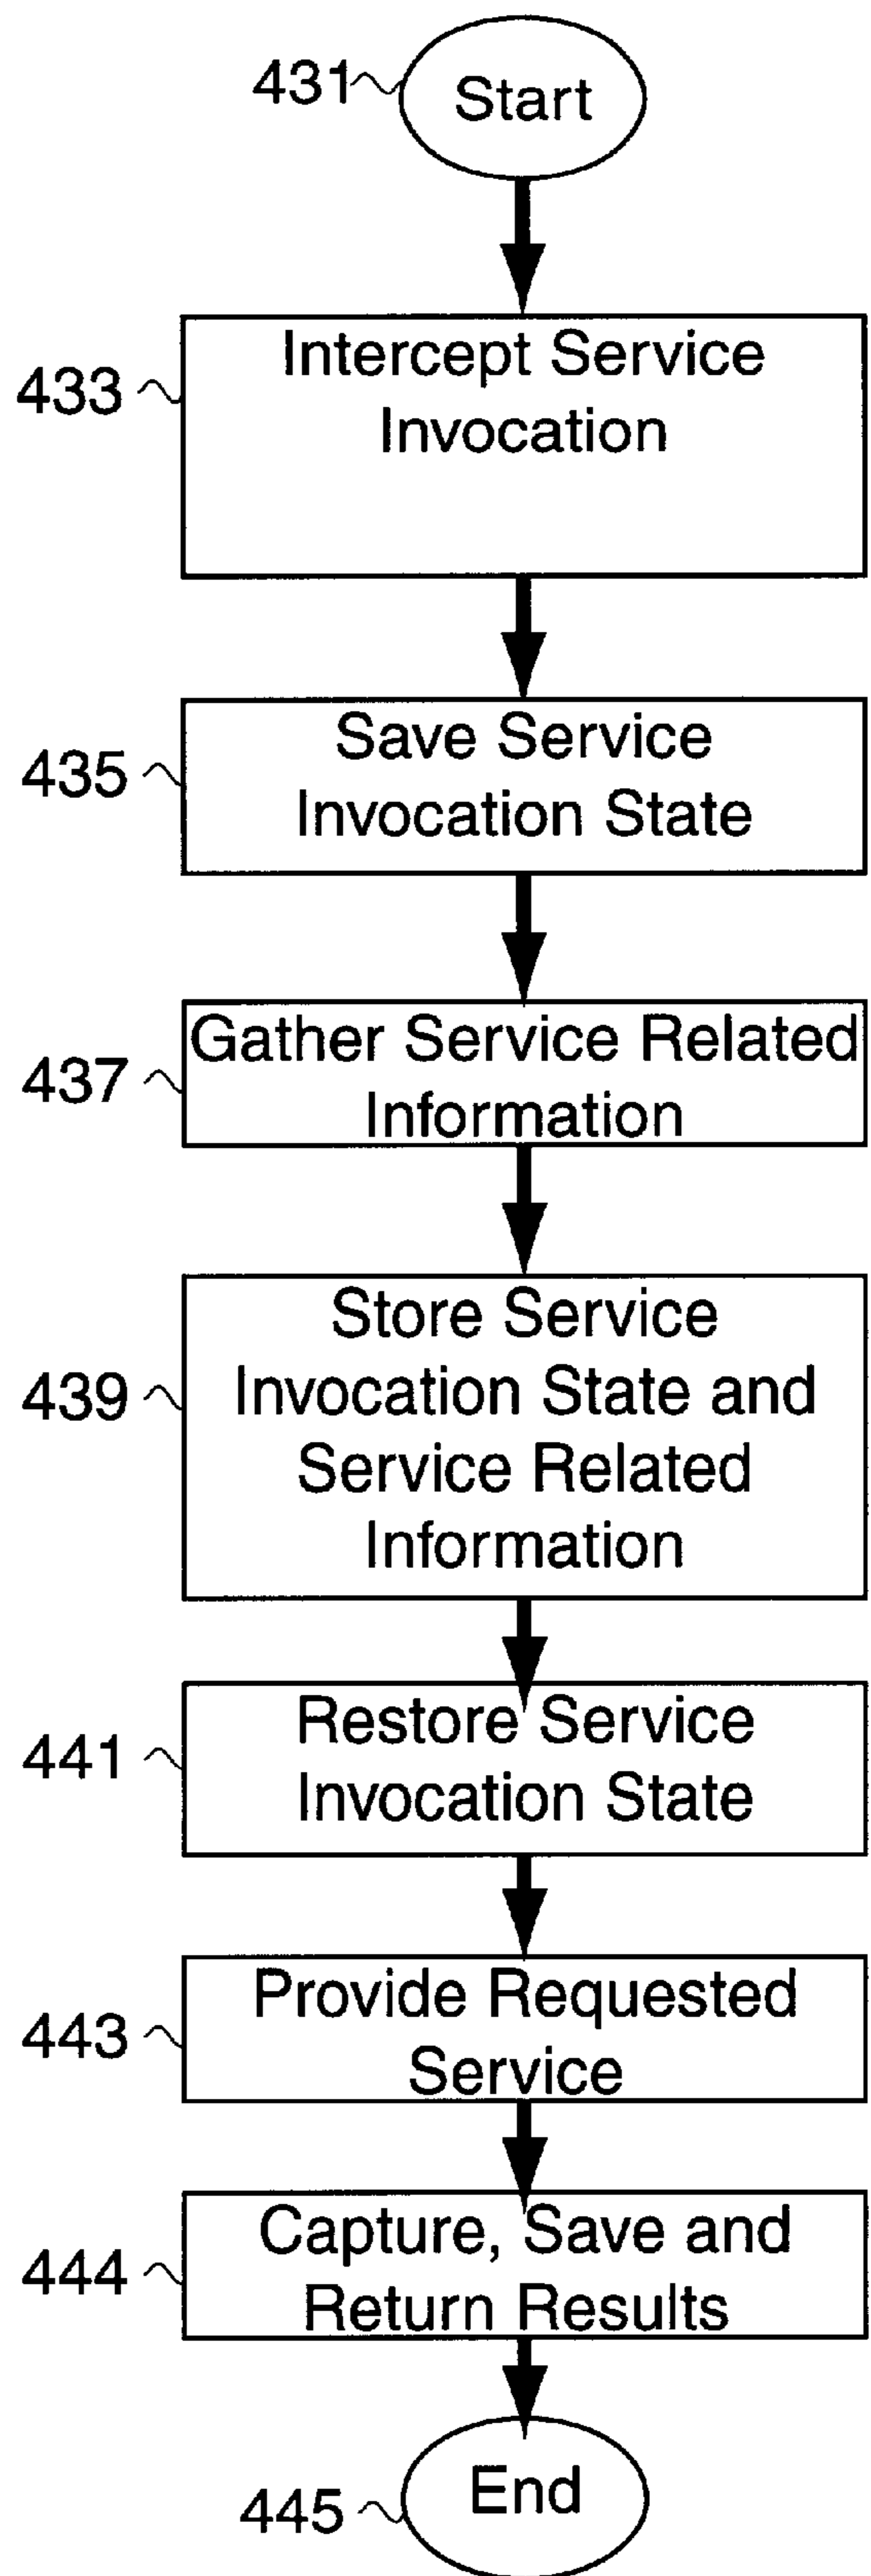 431
Start
433
Intercept Service
Invocation
435
Save Service
Invocation State
437
Gather Service Related
Information
439
Store Service
Invocation State and
Service Related
Information
441
Restore Service
Invocation State
443
Provide Requested
Service
444
Capture, Save and
Return Results
445
End